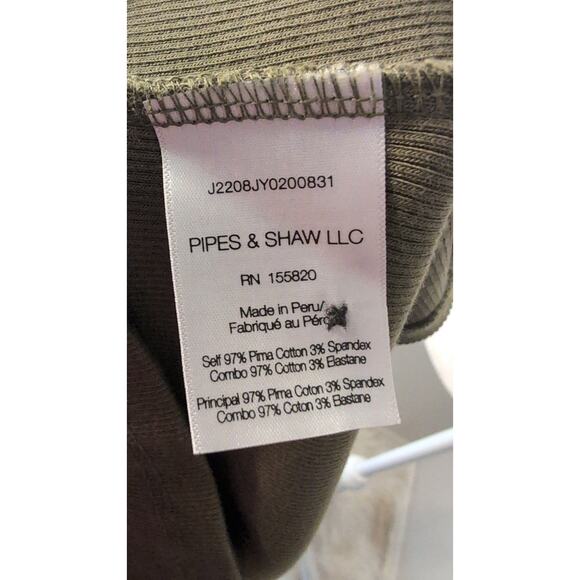 J2208JY0200831
PIPES & SHAW LLC
RN 155820
Made in Peru/
Fabriqué au Péro
Self 97% Pima Cotton 3% Spandex
Combo 97% Cotton 3% Elastane
Principal 97% Pima Coton 3% Spandex
Combo 97% Coton 3% Elastane